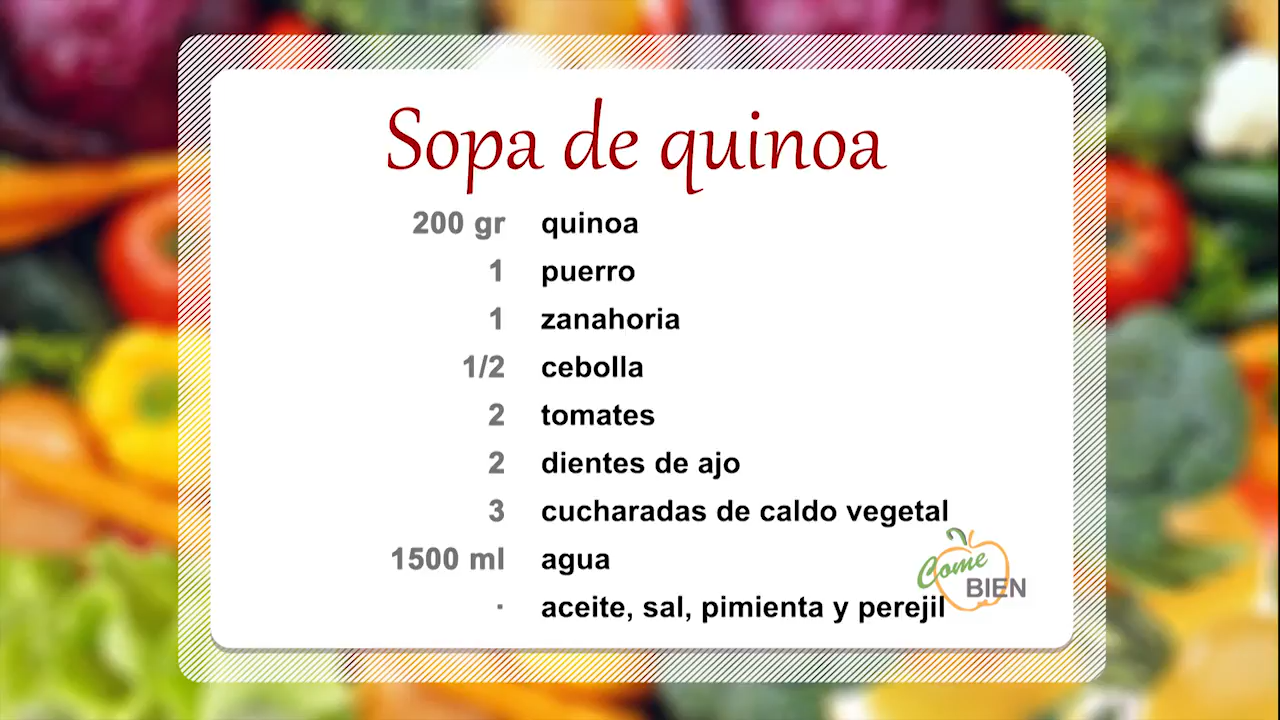 Sopa de quinoa
200 gr quinoa
1 puerro
1 zanahoria
1/2 cebolla
2 tomates
2 dientes de ajo
3 cucharadas de caldo vegetal
1500 ml agua
· aceite, sal, pimienta y perejil
Come
BIEN